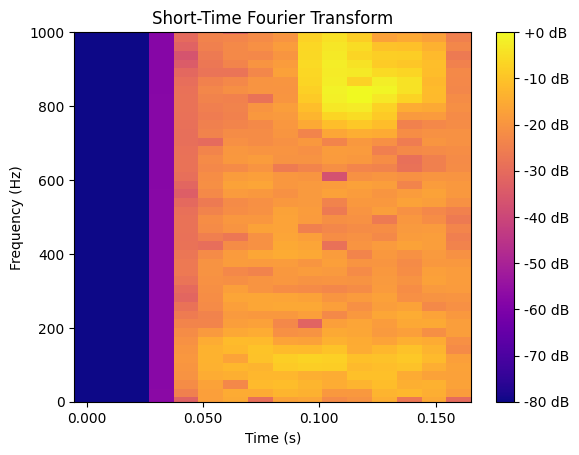 Short-Time Fourier Transform
1000
800
600
400
200
0
Frequency (Hz)
0.000
0.050
0.100
0.150
Time (s)
+0 dB
-10 dB
-20 dB
-30 dB
-40 dB
-50 dB
-60 dB
-70 dB
-80 dB